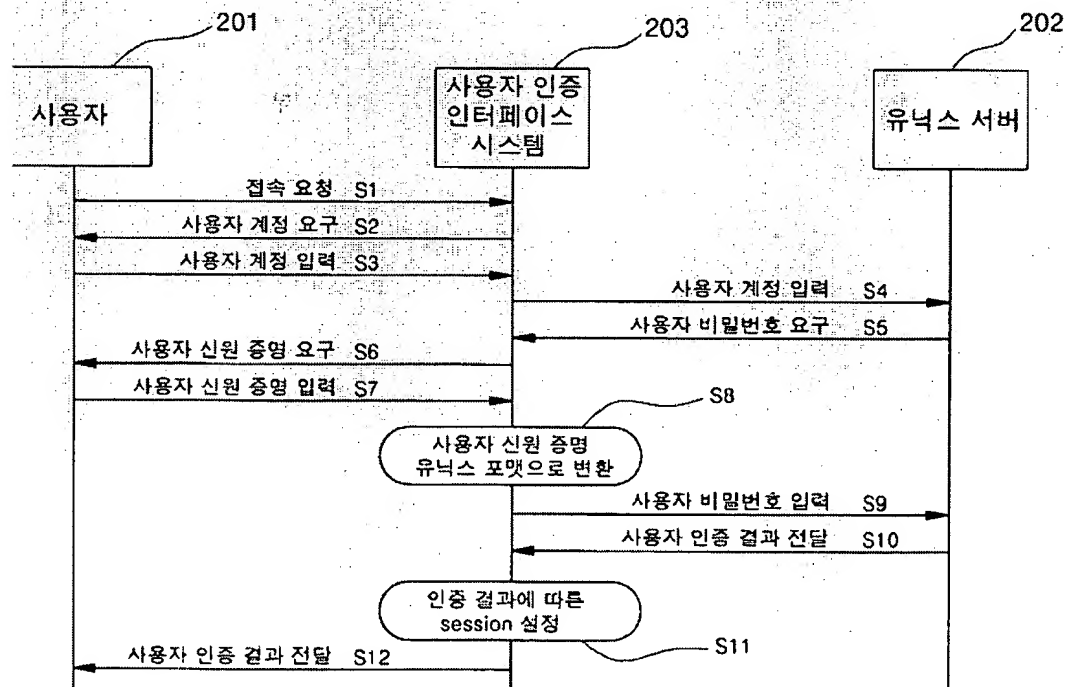 201
203
202
사용자
사용자 인증
인터페이스
시스템
유닉스 서버
접속 요청 S1
사용자 계정 요구 S2
사용자 계정 입력 S3
사용자 계정 입력 S4
사용자 비밀번호 요구 S5
사용자 신원 증명 요구 S6
사용자 신원 증명 입력 S7
S8
사용자 신원 증명
유닉스 포맷으로 변환
사용자 비밀번호 입력 S9
사용자 인증 결과 전달 S10
인증 결과에 따른
session 설정
S11
사용자 인증 결과 전달 S12